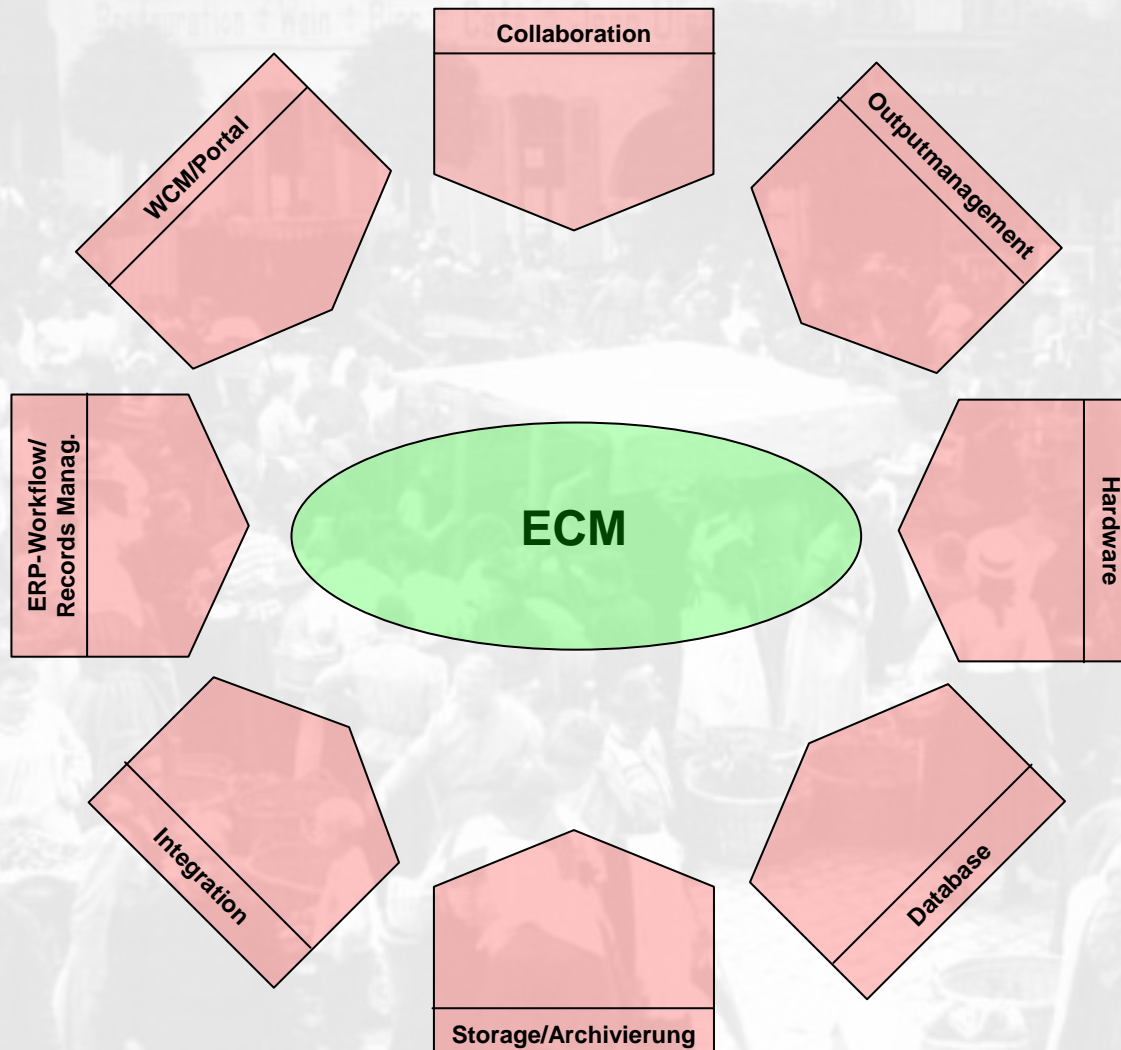 Collaboration
WCM/Portal
Outputmanagement
ERP-Workflow/
Records Manag.
ECM
Hardware
Integration
Database
Storage/Archivierung